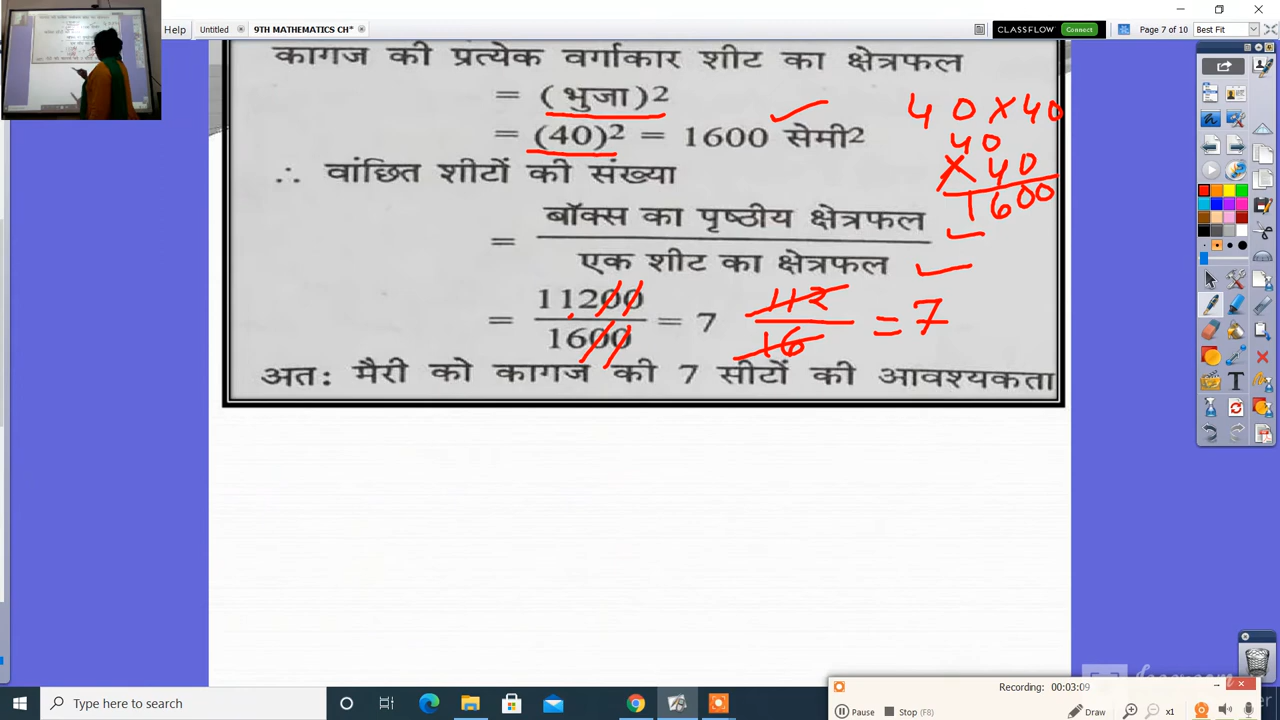 Help
Untitled
9TH MATHEMATICS CH*
CLASSFLOW
Connect
Page 7 of 10
Best Fit
कागज की प्रत्येक वर्गाकार शीट का क्षेत्रफल
= (भुजा)2
= (40)2 = 1600 सेमी2
40 × 40
40
× 40
1600
∴ वांछित शीटों की संख्या
= बॉक्स का पृष्ठीय क्षेत्रफल
एक शीट का क्षेत्रफल
= 11200
1600
= 7
112
16
= 7
अतः मैरी को कागज की 7 सीटों की आवश्यकता
Recording: 00:03:09
Pause
Stop (F8)
Draw
x1
Type here to search